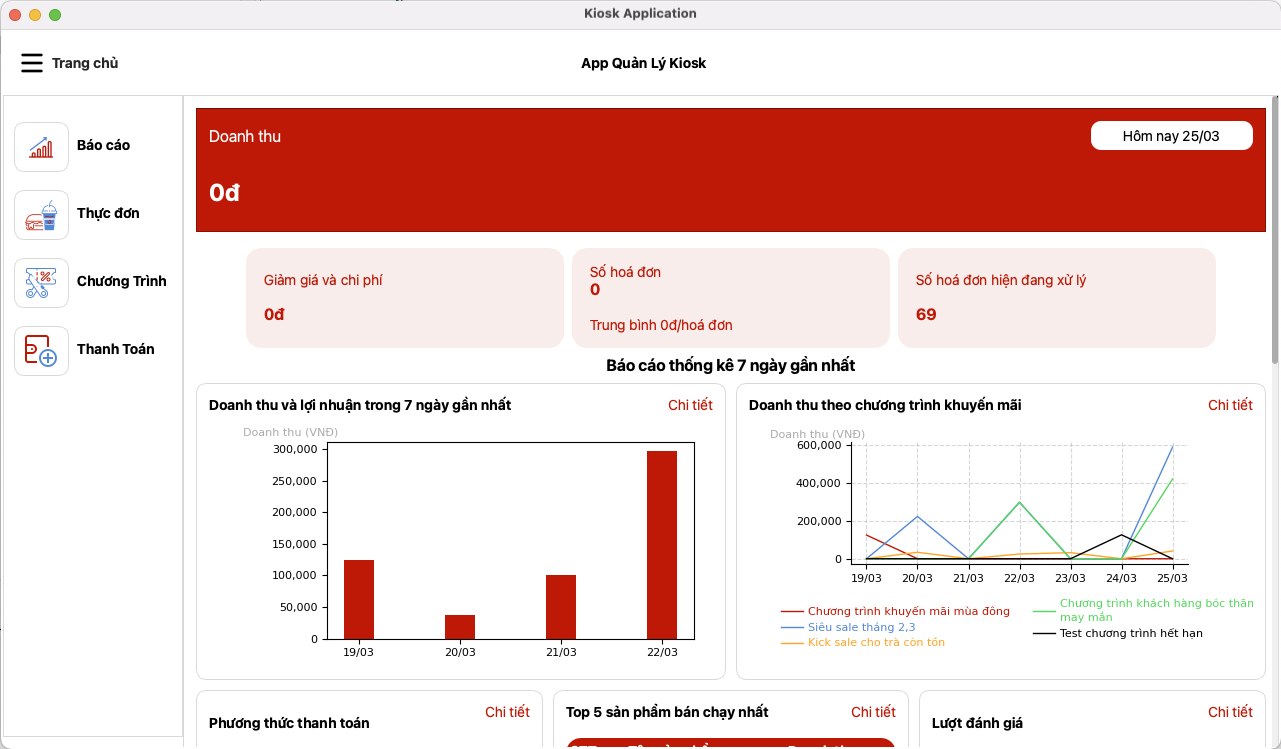 Kiosk Application
Trang chủ
App Quản Lý Kiosk
Báo cáo
Thực đơn
Chương Trình
Thanh Toán
Doanh thu
Hôm nay 25/03
0đ
Giảm giá và chi phí
0đ
Số hoá đơn
0
Trung bình 0đ/hoá đơn
Số hoá đơn hiện đang xử lý
69
Báo cáo thống kê 7 ngày gần nhất
Doanh thu và lợi nhuận trong 7 ngày gần nhất
Chi tiết
Doanh thu (VNĐ)
300,000
250,000
200,000
150,000
100,000
50,000
0
19/03 20/03 21/03 22/03
Doanh thu theo chương trình khuyến mãi
Chi tiết
Doanh thu (VNĐ)
600,000
400,000
200,000
0
19/03 20/03 21/03 22/03 23/03 24/03 25/03
Chương trình khuyến mãi mùa đông
Siêu sale tháng 2,3
Kick sale cho trà còn tồn
Chương trình khách hàng bóc thăn
may mắn
Test chương trình hết hạn
Phương thức thanh toán
Chi tiết
Top 5 sản phẩm bán chạy nhất
Chi tiết
Lượt đánh giá
Chi tiết